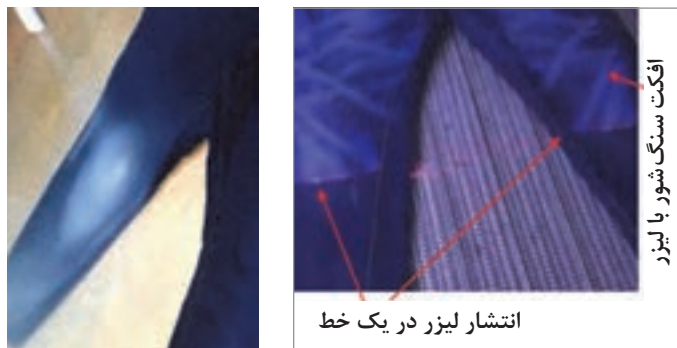 افکت سنگ شور با لیزر
انتشار لیزر در یک خط